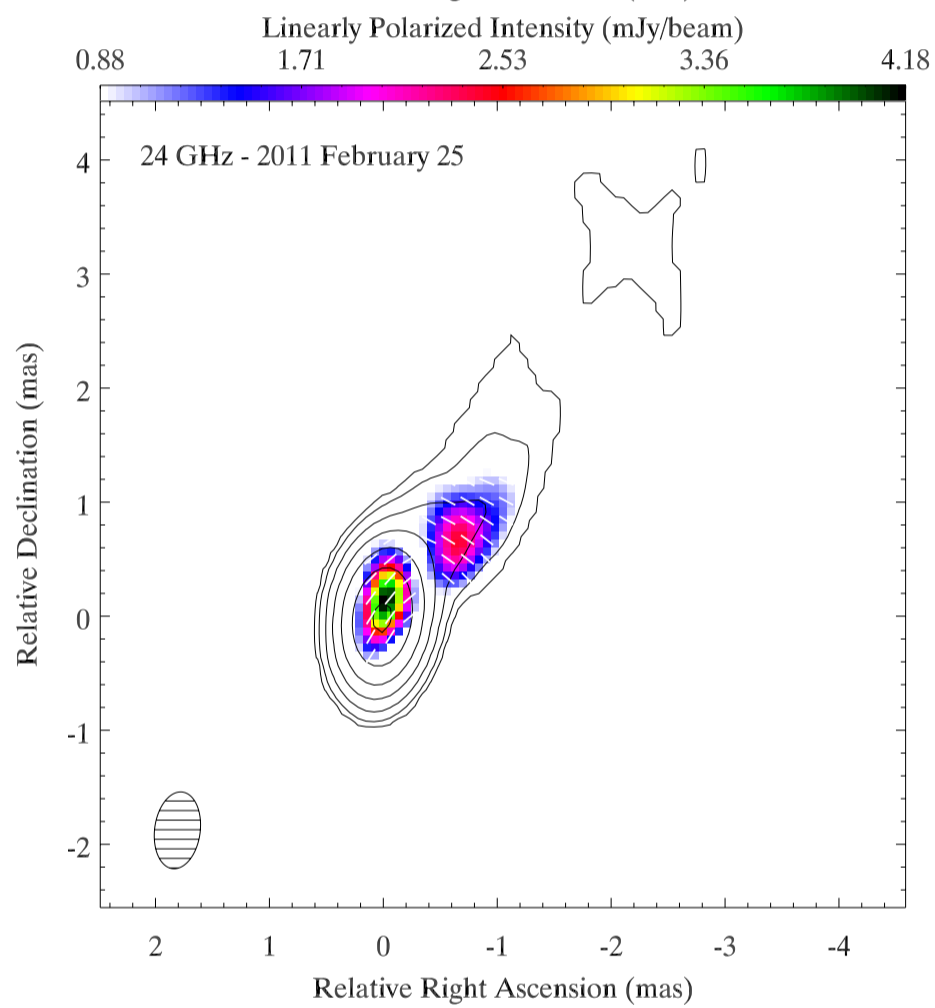 Linearly Polarized Intensity (mJy/beam)
0.88 1.71 2.53 3.36 4.18
24 GHz - 2011 February 25
4
3
2
1
0
-1
-2
Relative Declination (mas)
2 1 0 -1 -2 -3 -4
Relative Right Ascension (mas)